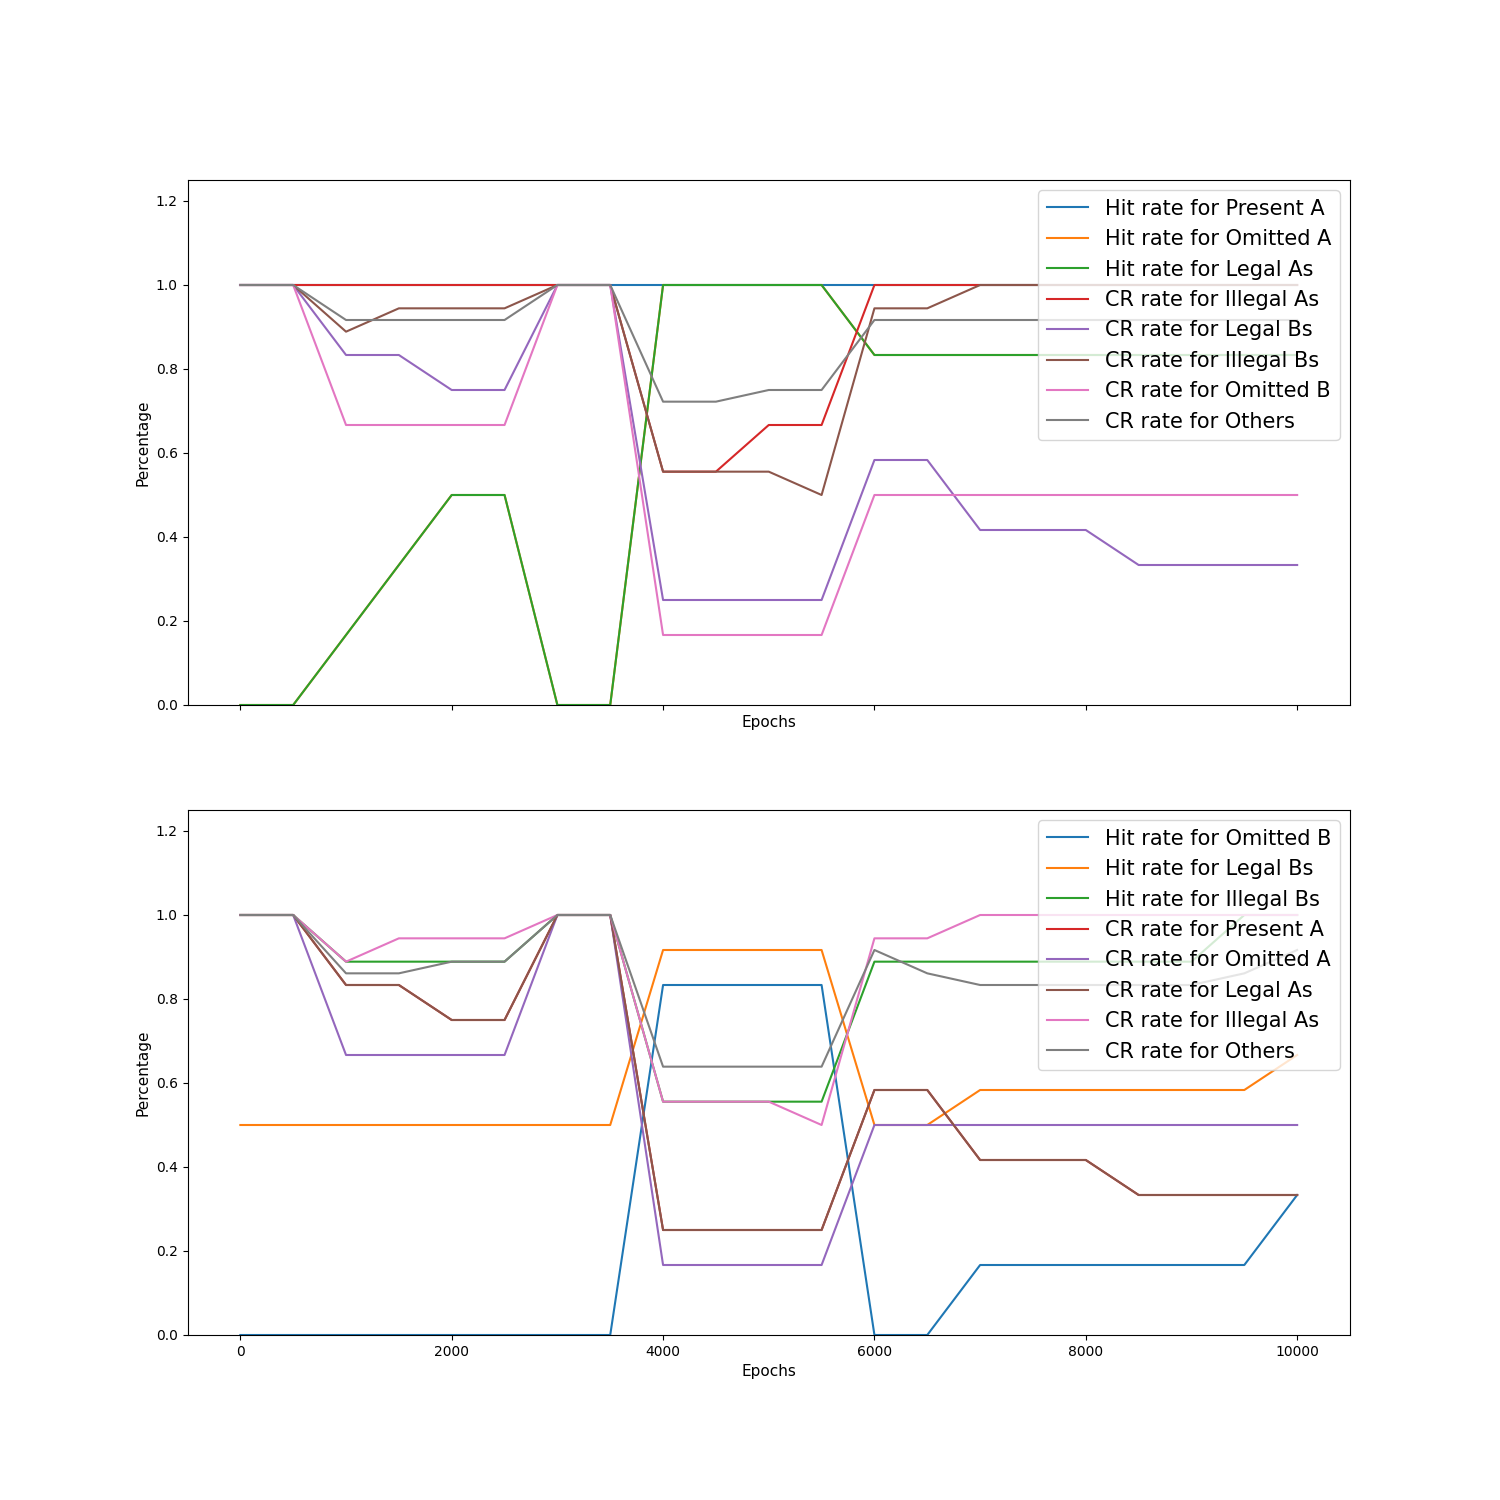 1.2
1.0
0.8
0.6
0.4
0.2
0.0
Percentage
Epochs
Hit rate for Present A
Hit rate for Omitted A
Hit rate for Legal As
CR rate for Illegal As
CR rate for Legal Bs
CR rate for Illegal Bs
CR rate for Omitted B
CR rate for Others
1.2
1.0
0.8
0.6
0.4
0.2
0.0
Percentage
0 2000 4000 6000 8000 10000
Epochs
Hit rate for Omitted B
Hit rate for Legal Bs
Hit rate for Illegal Bs
CR rate for Present A
CR rate for Omitted A
CR rate for Legal As
CR rate for Illegal As
CR rate for Others